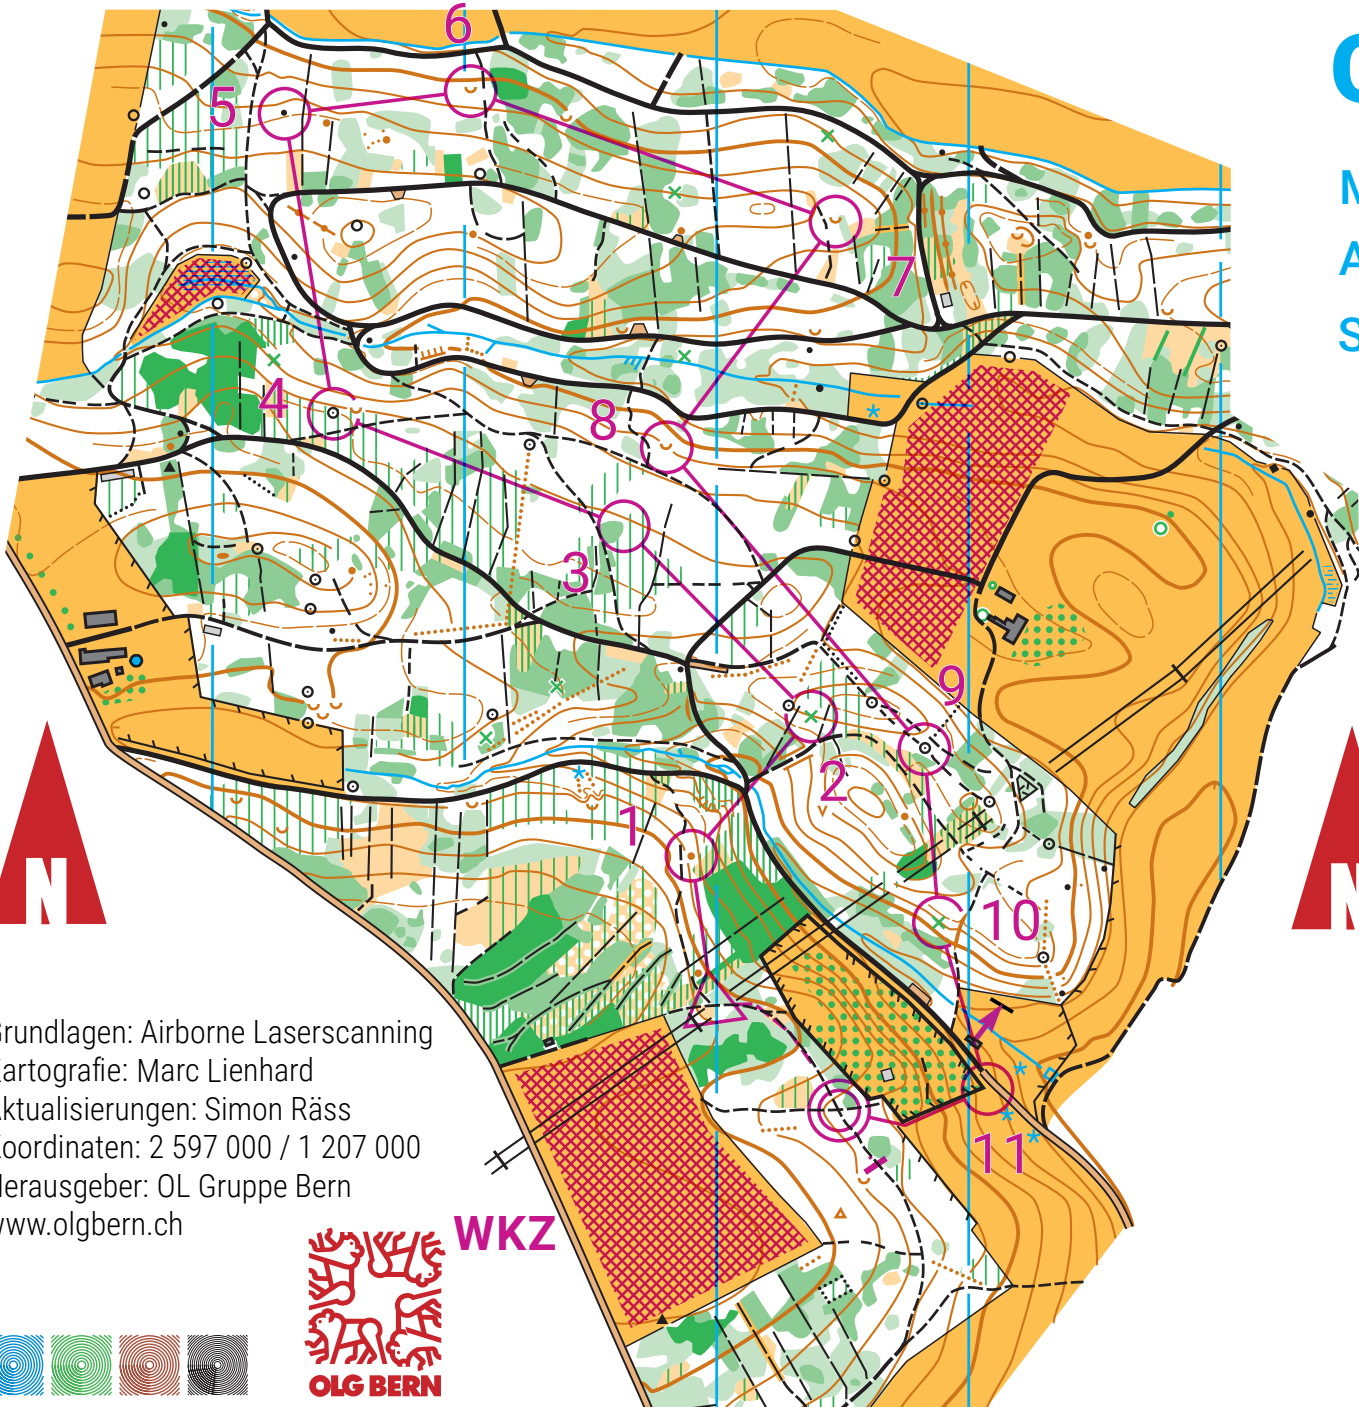 6
5
7
4
8
3
9
2
1
10
11
N
N
rundlagen: Airborne Laserscanning
artografie: Marc Lienhard
ktualisierungen: Simon Räss
oordinaten: 2 597 000 / 1 207 000
erausgeber: OL Gruppe Bern
www.olgbern.ch
WKZ
OLG BERN
M
A
S